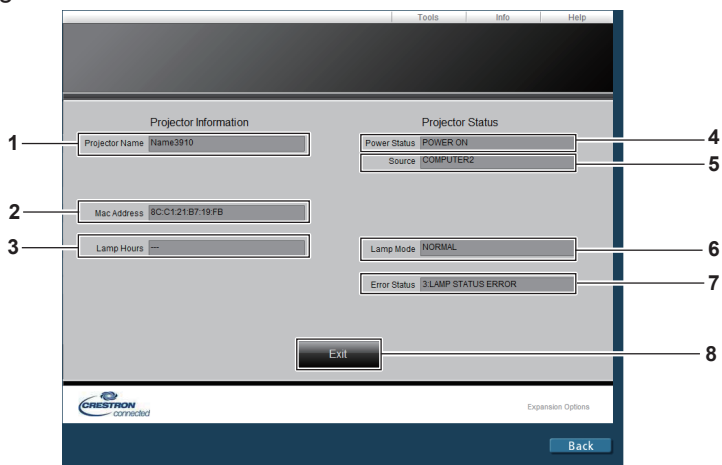 Tools Info Help
Projector Information Projector Status
1 Projector Name Name3910 Power Status POWER ON 4
Source COMPUTER2 5
2 Mac Address 8C:C1:21:B7:19:FB
3 Lamp Hours --- Lamp Mode NORMAL 6
Error Status 3:LAMP STATUS ERROR 7
Exit 8
CRESTRON
connected
Expansion Options
Back